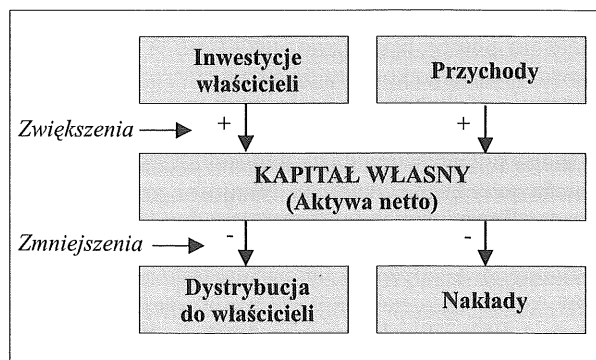 Inwestycje
właścicieli
Przychody
Zwiększenia
+
+
KAPITAŁ WŁASNY
(Aktywa netto)
Zmniejszenia
-
-
Dystrybucja
do właścicieli
Nakłady